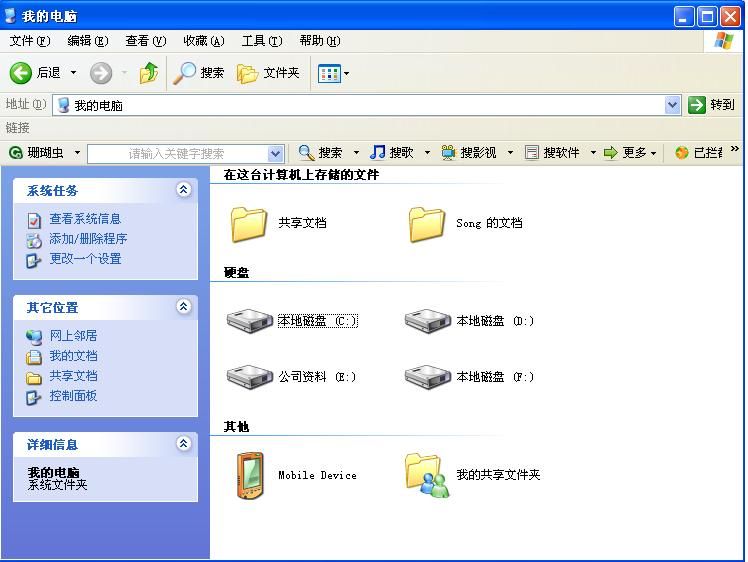 我的电脑
文件(F) 编辑(E) 查看(V) 收藏(A) 工具(T) 帮助(H)
后退 搜索 文件夹
地址(D) 我的电脑 转到
链接
珊瑚虫 请输入关键字搜索 搜索 搜歌 搜影视 搜软件 更多 已拦截 »
系统任务
查看系统信息
添加/删除程序
更改一个设置
其它位置
网上邻居
我的文档
共享文档
控制面板
详细信息
我的电脑
系统文件夹
在这台计算机上存储的文件
共享文档 Song 的文档
硬盘
本地磁盘 (C:) 本地磁盘 (D:)
公司资料 (E:) 本地磁盘 (F:)
其他
Mobile Device 我的共享文件夹